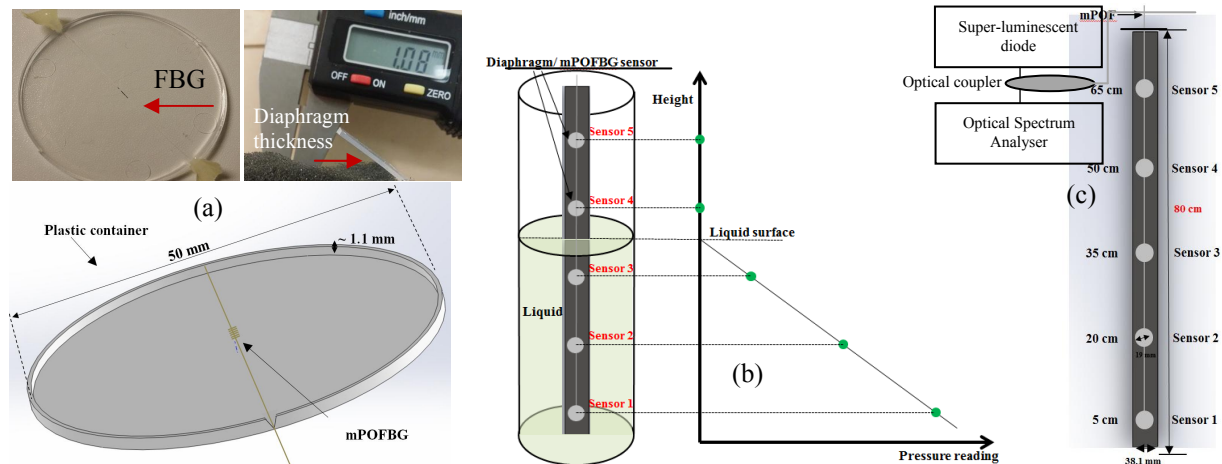 FBG
inch/mm
1.08
OFF
ON
ZERO
Diaphragm
thickness
(a)
Plastic container
50 mm
~ 1.1 mm
mPOFBG
Diaphragm/ mPOFBG sensor
Height
Sensor 5
Sensor 4
Liquid surface
Sensor 3
Liquid
Sensor 2
(b)
Sensor 1
Pressure reading
mPOF
Super-luminescent
diode
Optical coupler
65 cm
Sensor 5
Optical Spectrum
Analyser
50 cm
Sensor 4
(c)
80 cm
35 cm
Sensor 3
20 cm
Sensor 2
19 mm
5 cm
Sensor 1
38.1 mm